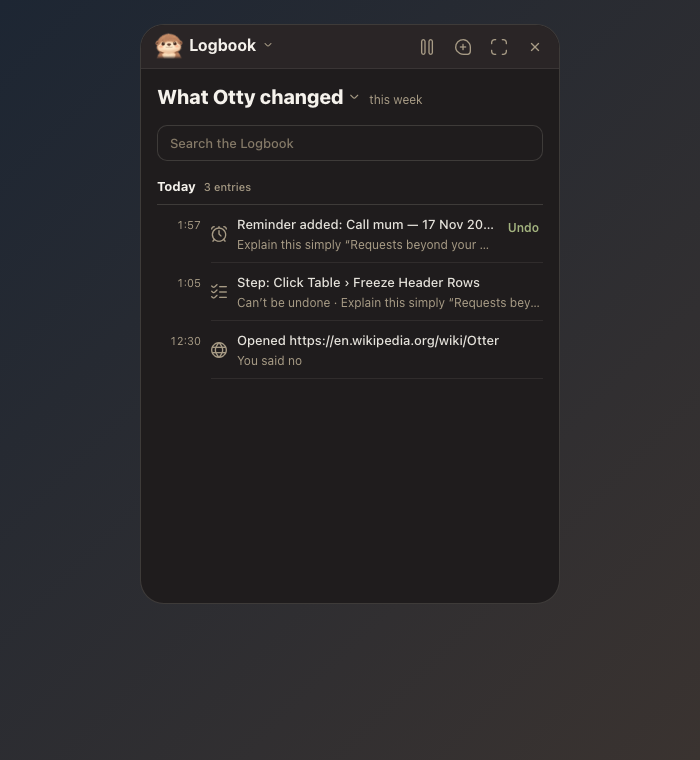 Logbook
What Otty changed this week
Search the Logbook
Today 3 entries
1:57 Reminder added: Call mum — 17 Nov 20… Undo
Explain this simply “Requests beyond your …
1:05 Step: Click Table › Freeze Header Rows
Can’t be undone · Explain this simply “Requests bey…
12:30 Opened https://en.wikipedia.org/wiki/Otter
You said no